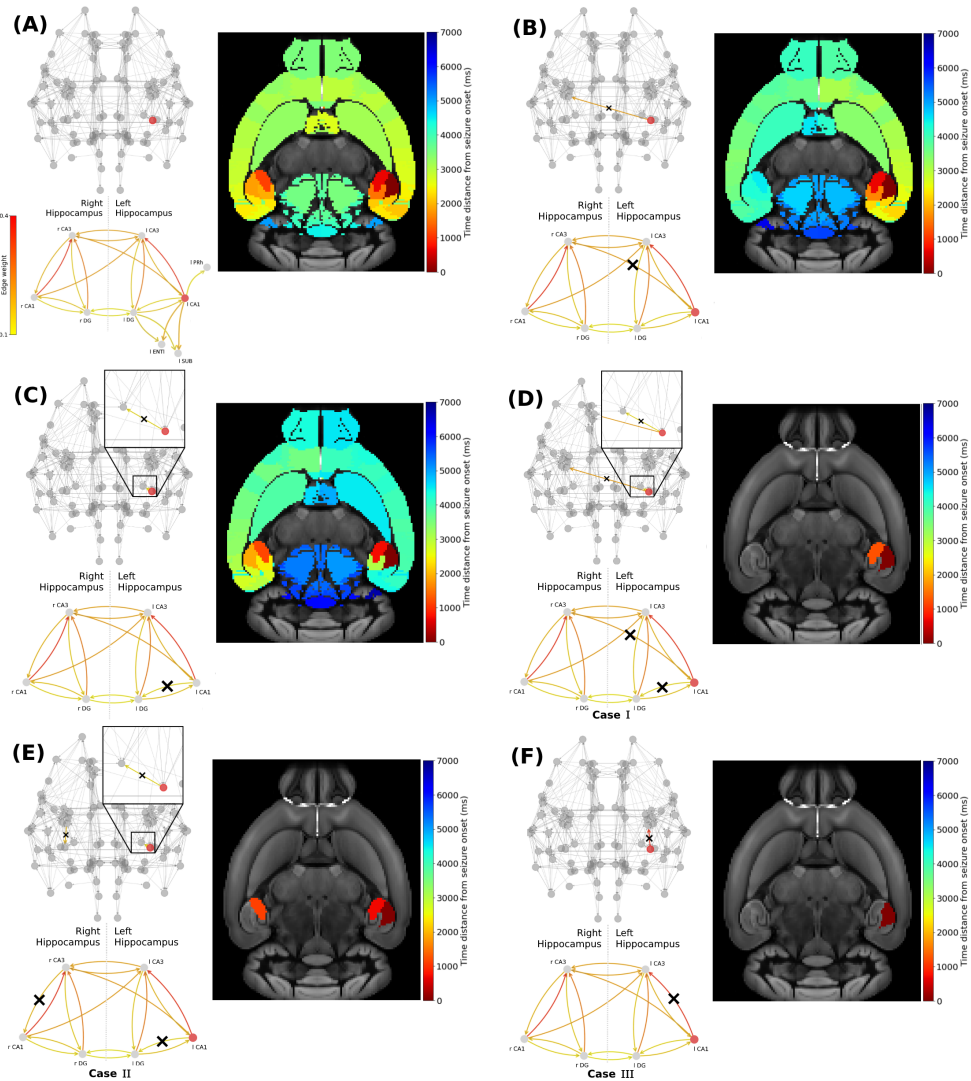 (A)
Right Left
Hippocampus Hippocampus
0.4
Edge weight
0.1
r CA3
l CA3
l PRh
r CA1
l CA1
r DG
l DG
l ENTl
l SUB
7000
6000
5000
4000
3000
2000
1000
0
Time distance from seizure onset (ms)
(B)
Right Left
Hippocampus Hippocampus
r CA3
l CA3
r CA1
l CA1
r DG
l DG
7000
6000
5000
4000
3000
2000
1000
0
Time distance from seizure onset (ms)
(C)
Right Left
Hippocampus Hippocampus
r CA3
l CA3
r CA1
l CA1
r DG
l DG
7000
6000
5000
4000
3000
2000
1000
0
Time distance from seizure onset (ms)
(D)
Right Left
Hippocampus Hippocampus
r CA3
l CA3
r CA1
l CA1
r DG
l DG
Case I
7000
6000
5000
4000
3000
2000
1000
0
Time distance from seizure onset (ms)
(E)
Right Left
Hippocampus Hippocampus
r CA3
l CA3
r CA1
l CA1
r DG
l DG
Case II
7000
6000
5000
4000
3000
2000
1000
0
Time distance from seizure onset (ms)
(F)
Right Left
Hippocampus Hippocampus
r CA3
l CA3
r CA1
l CA1
r DG
l DG
Case III
7000
6000
5000
4000
3000
2000
1000
0
Time distance from seizure onset (ms)